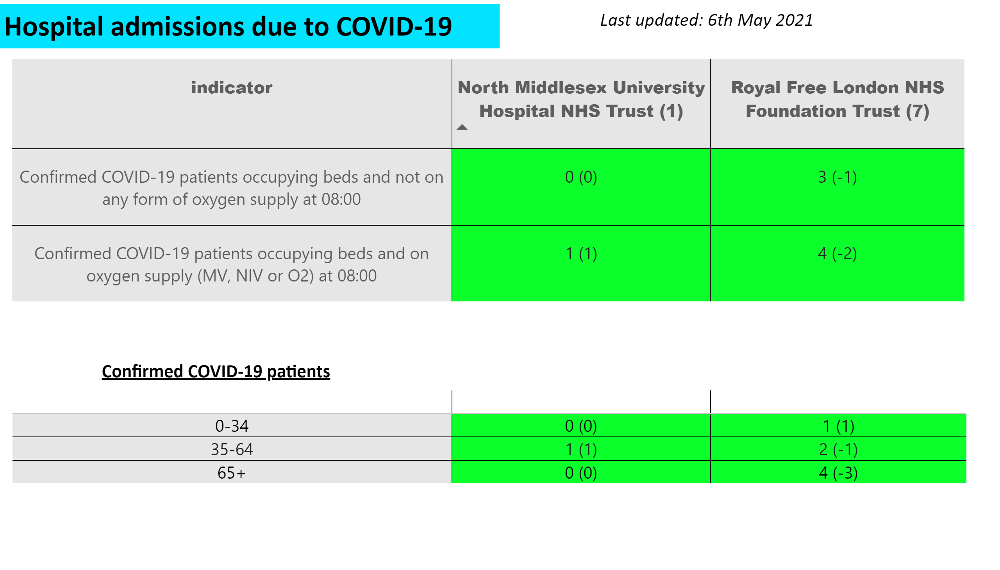 Hospital admissions due to COVID-19
Last updated: 6th May 2021
indicator
North Middlesex University
Hospital NHS Trust (1)
Royal Free London NHS
Foundation Trust (7)
Confirmed COVID-19 patients occupying beds and not on
any form of oxygen supply at 08:00
0 (0)
3 (-1)
Confirmed COVID-19 patients occupying beds and on
oxygen supply (MV, NIV or O2) at 08:00
1 (1)
4 (-2)
Confirmed COVID-19 patients
0-34
0 (0)
1 (1)
35-64
1 (1)
2 (-1)
65+
0 (0)
4 (-3)